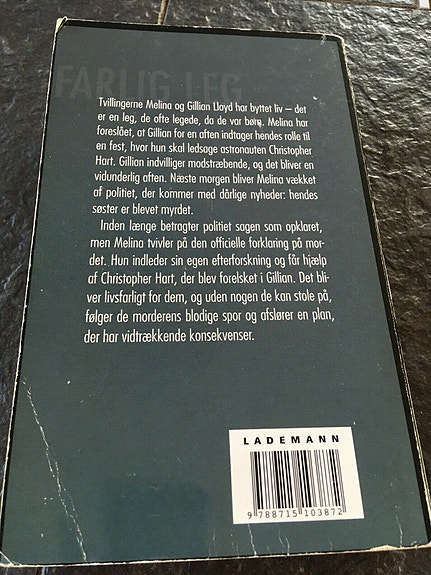 FARLIG LEG
Tvillingerne Melina og Gillian Lloyd har byttet liv – det
er en leg, de ofte legede, da de var børn. Melina har
foreslået, at Gillian for en aften indtager hendes rolle til
en fest, hvor hun skal ledsage astronauten Christopher
Hart. Gillian indvilliger modstræbende, og det bliver en
vidunderlig aften. Næste morgen bliver Melina vækket
af politiet, der kommer med dårlige nyheder: hendes
søster er blevet myrdet.
Inden længe betragter politiet sagen som opklaret,
men Melina tvivler på den officielle forklaring på mor-
det. Hun indleder sin egen efterforskning og får hjælp
af Christopher Hart, der blev forelsket i Gillian. Det bli-
ver livsfarligt for dem, og uden nogen de kan stole på,
følger de morderens blodige spor og afslører en plan,
der har vidtrækkende konsekvenser.
LADEMANN
9 788715 103872